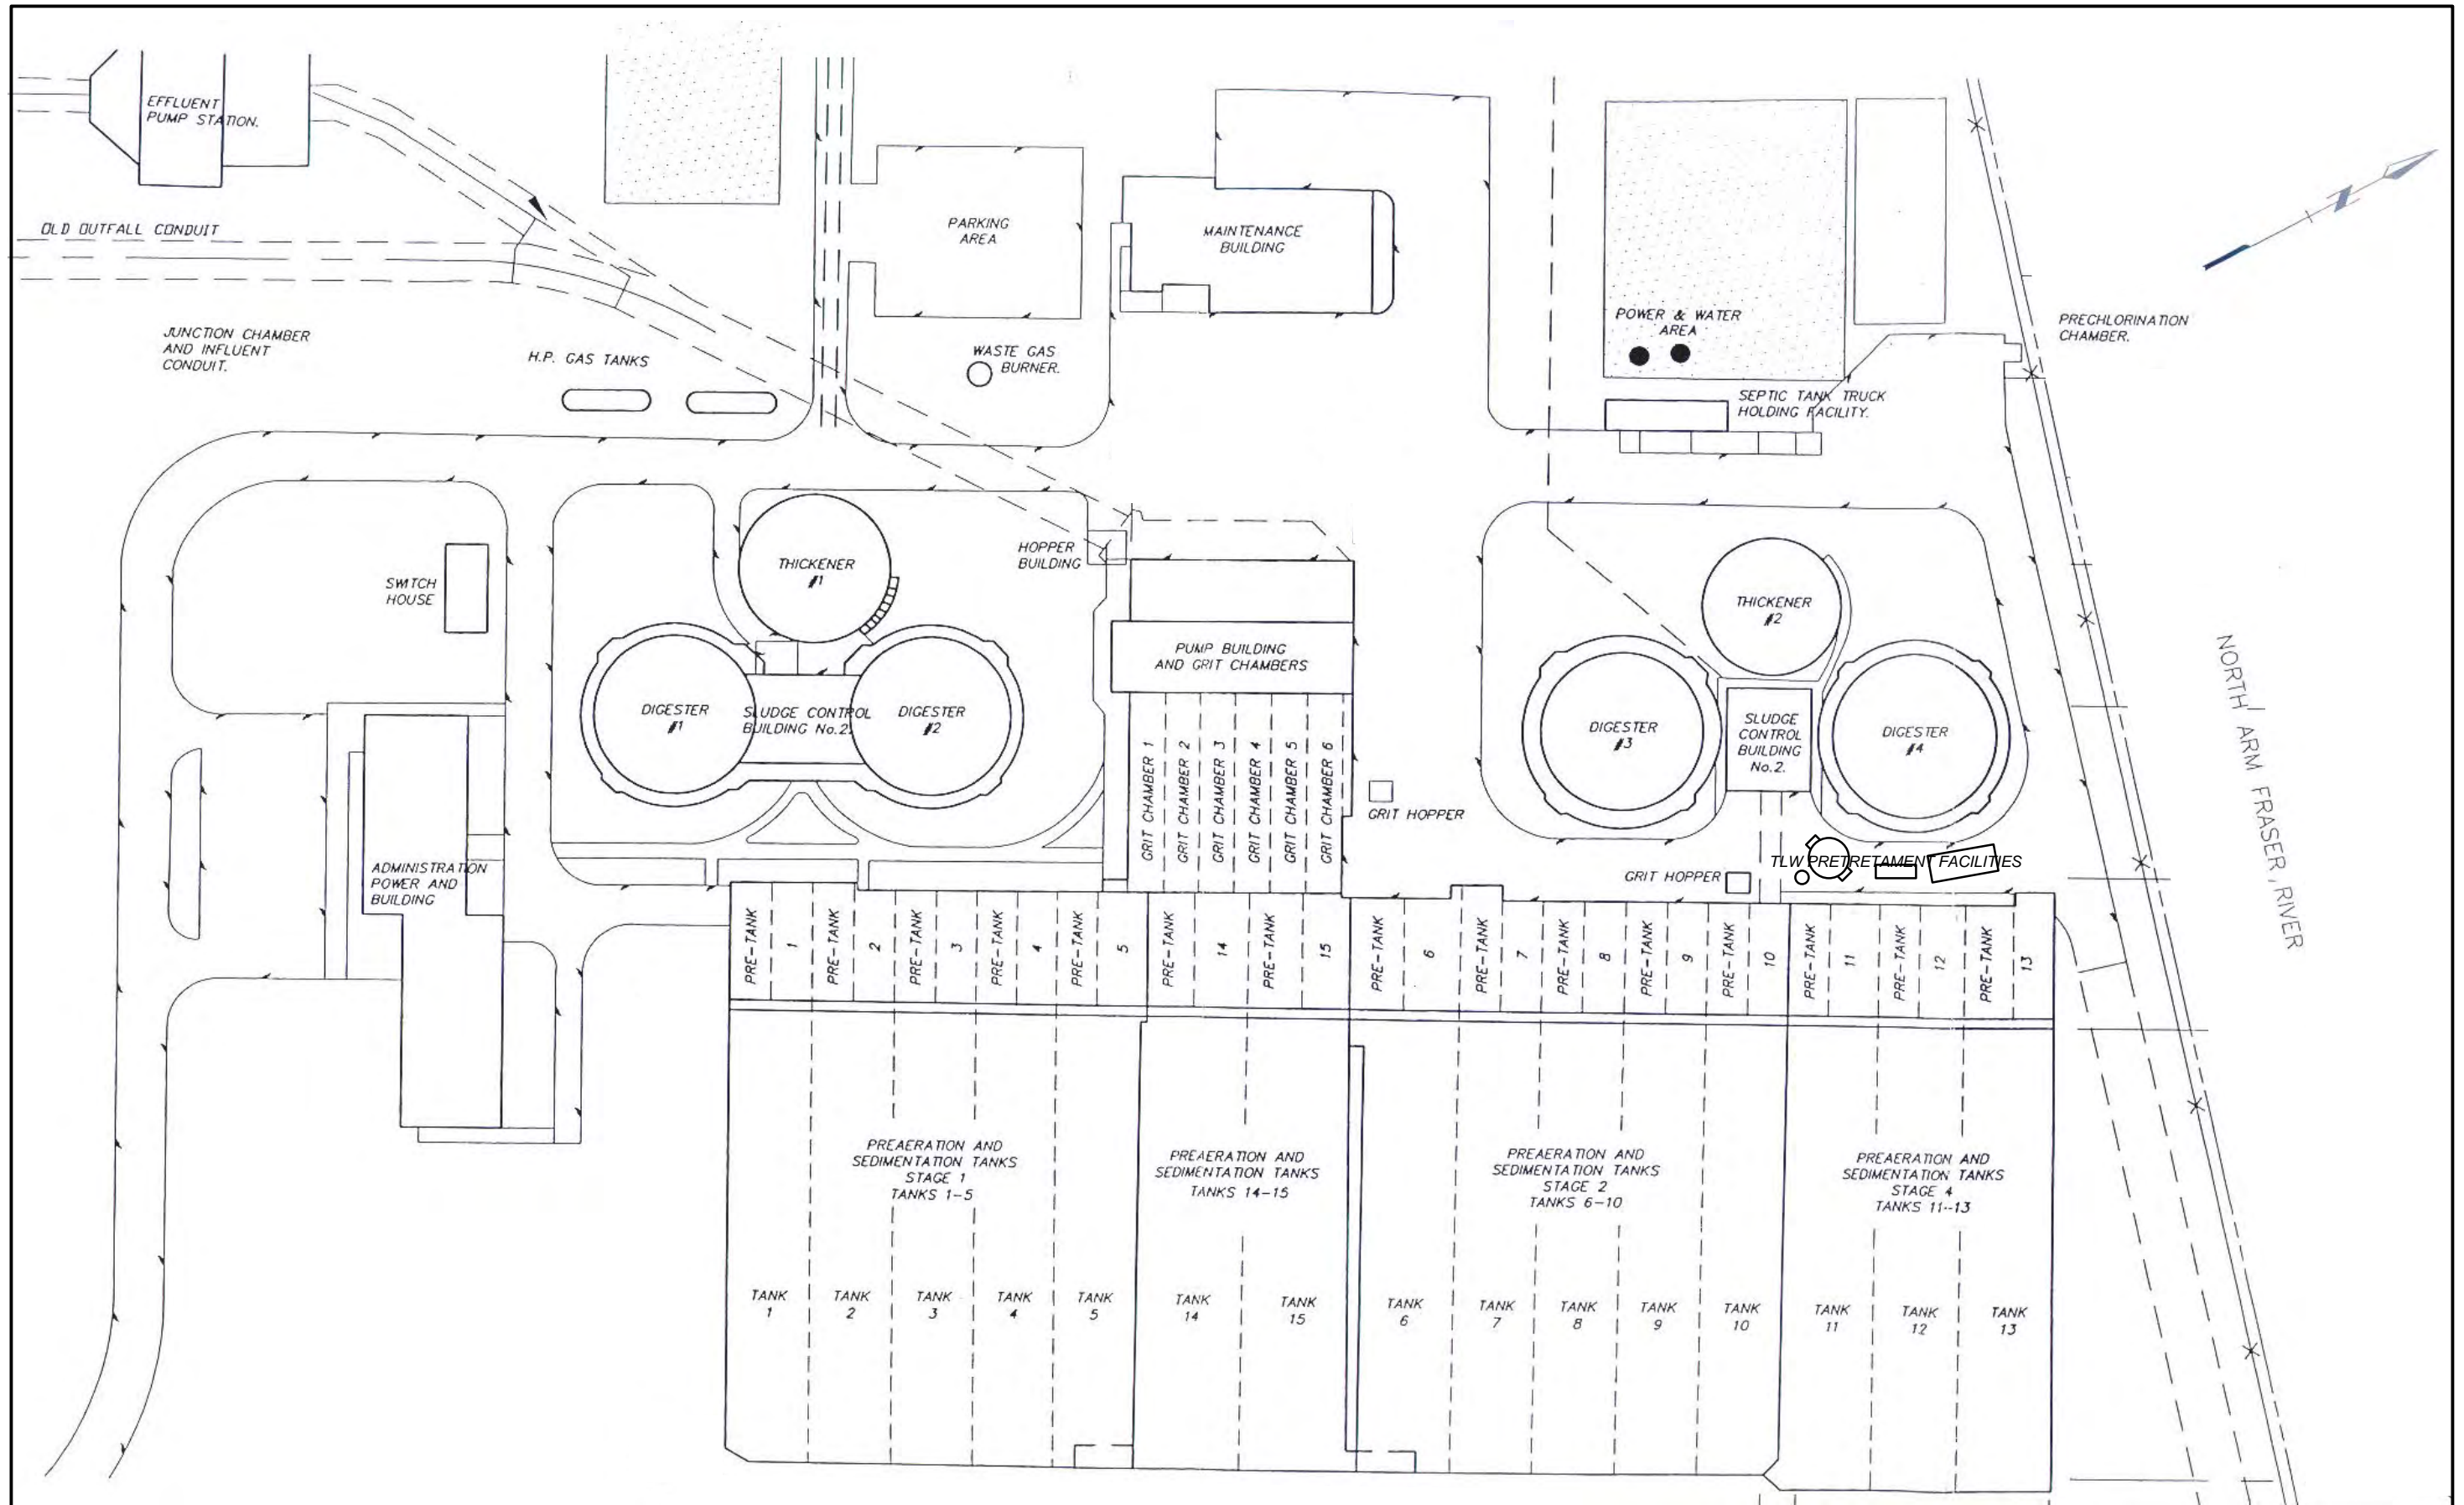 EFFLUENT
PUMP STATION.
OLD OUTFALL CONDUIT
JUNCTION CHAMBER
AND INFLUENT
CONDUIT.
H.P. GAS TANKS
PARKING
AREA
WASTE GAS
BURNER.
MAINTENANCE
BUILDING
POWER & WATER
AREA
SEPTIC TANK TRUCK
HOLDING FACILITY.
N
PRECHLORINATION
CHAMBER.
SWITCH
HOUSE
THICKENER
#1
HOPPER
BUILDING
DIGESTER
#1
SLUDGE CONTROL
BUILDING No.2.
DIGESTER
#2
PUMP BUILDING
AND GRIT CHAMBERS
GRIT CHAMBER 1
GRIT CHAMBER 2
GRIT CHAMBER 3
GRIT CHAMBER 4
GRIT CHAMBER 5
GRIT CHAMBER 6
GRIT HOPPER
THICKENER
#2
DIGESTER
#3
SLUDGE
CONTROL
BUILDING
No.2.
DIGESTER
#4
NORTH ARM FRASER RIVER
TLW PRETRETAMENT FACILITIES
GRIT HOPPER
ADMINISTRATION
POWER AND
BUILDING
PRE-TANK 1
PRE-TANK 2
PRE-TANK 3
PRE-TANK 4
PRE-TANK 5
PRE-TANK 14
PRE-TANK 15
PRE-TANK 6
PRE-TANK 7
PRE-TANK 8
PRE-TANK 9
PRE-TANK 10
PRE-TANK 11
PRE-TANK 12
PRE-TANK 13
PREAERATION AND
SEDIMENTATION TANKS
STAGE 1
TANKS 1-5
PREAERATION AND
SEDIMENTATION TANKS
TANKS 14-15
PREAERATION AND
SEDIMENTATION TANKS
STAGE 2
TANKS 6-10
PREAERATION AND
SEDIMENTATION TANKS
STAGE 4
TANKS 11--13
TANK
1
TANK
2
TANK
3
TANK
4
TANK
5
TANK
14
TANK
15
TANK
6
TANK
7
TANK
8
TANK
9
TANK
10
TANK
11
TANK
12
TANK
13